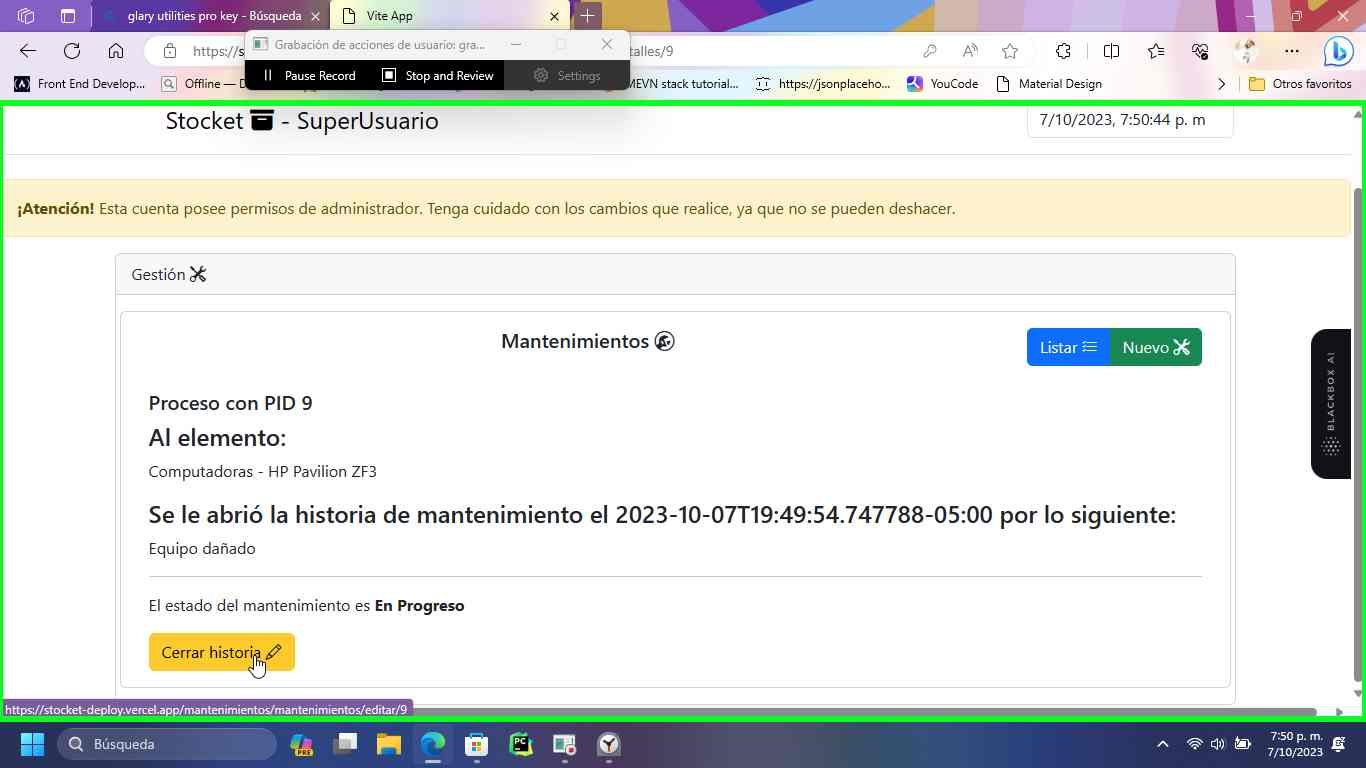 glary utilities pro key - Búsqueda
Vite App
https://s
Grabación de acciones de usuario: gra...
talles/9
Pause Record
Stop and Review
Settings
Front End Develop...
Offline —
MEVN stack tutorial...
https://jsonplaceho...
YouCode
Material Design
Otros favoritos
Stocket - SuperUsuario
7/10/2023, 7:50:44 p. m
¡Atención! Esta cuenta posee permisos de administrador. Tenga cuidado con los cambios que realice, ya que no se pueden deshacer.
Gestión
Mantenimientos
Listar
Nuevo
Proceso con PID 9
Al elemento:
Computadoras - HP Pavilion ZF3
Se le abrió la historia de mantenimiento el 2023-10-07T19:49:54.747788-05:00 por lo siguiente:
Equipo dañado
El estado del mantenimiento es En Progreso
Cerrar historia
BLACKBOX AI
https://stocket-deploy.vercel.app/mantenimientos/mantenimientos/editar/9
Búsqueda
PRE
PC
7:50 p. m.
7/10/2023